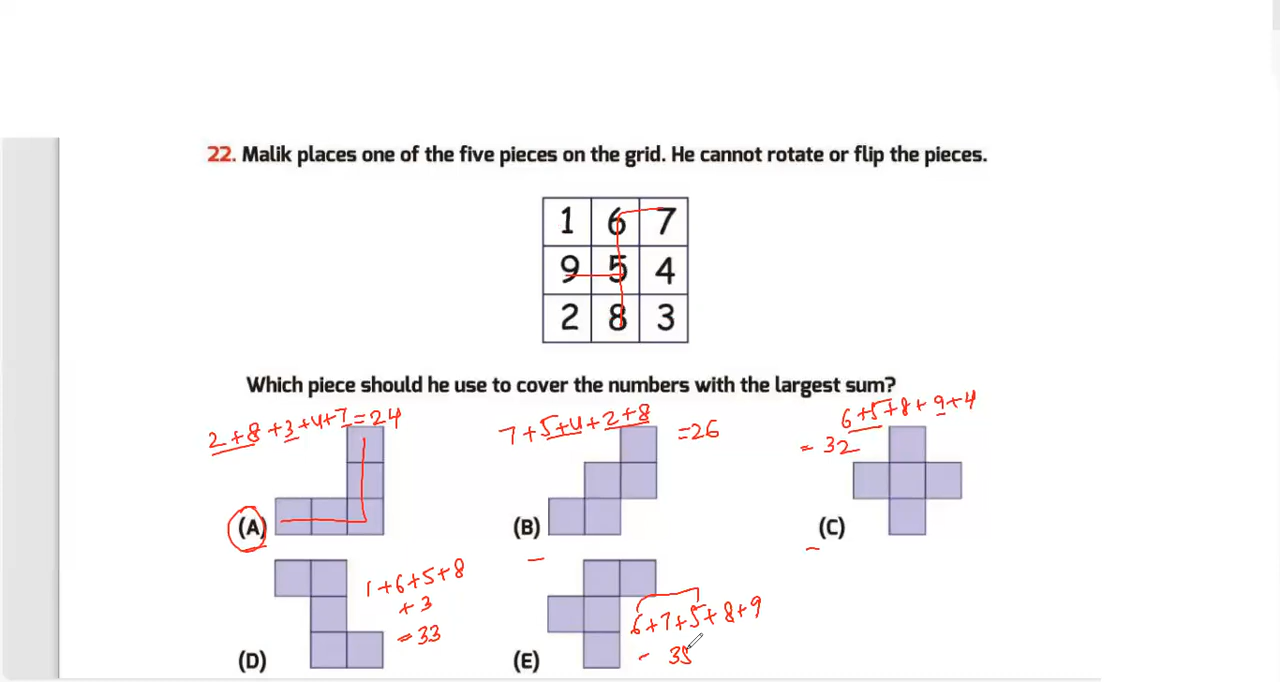 22. Malik places one of the five pieces on the grid. He cannot rotate or flip the pieces.
1 6 7
9 5 4
2 8 3
Which piece should he use to cover the numbers with the largest sum?
2+8+3+4+7=24
7+5+4+2+8 =26
6+5+8+9+4
= 32
(A)
(B)
(C)
1+6+5+8
+3
=33
6+7+5+8+9
(D)
(E)